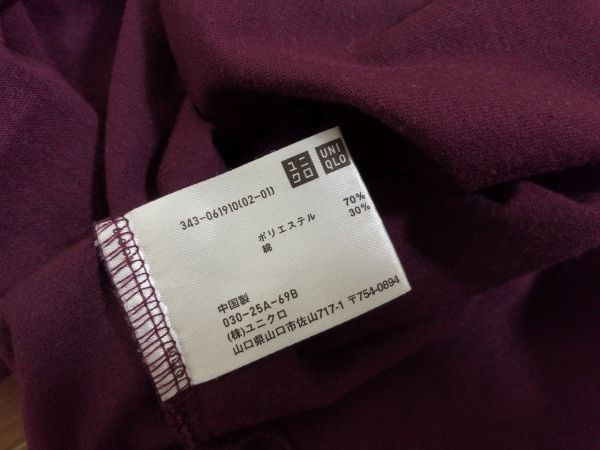 ユニ
クロ
UNI
QLO
343-061910(02-01)
ポリエステル 70%
綿 30%
中国製
030-25A-69B
(株)ユニクロ
山口県山口市佐山717-1 〒754-0894